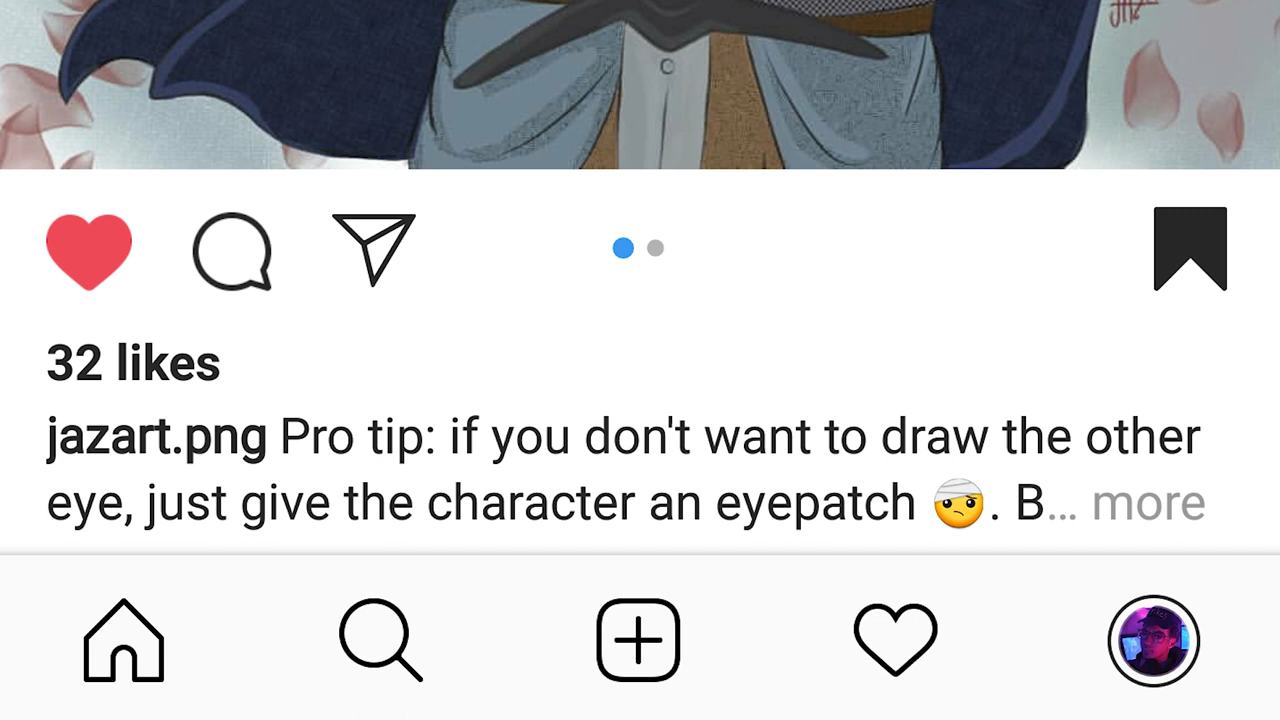 32 likes
jazart.png Pro tip: if you don't want to draw the other
eye, just give the character an eyepatch 🤕. B... more